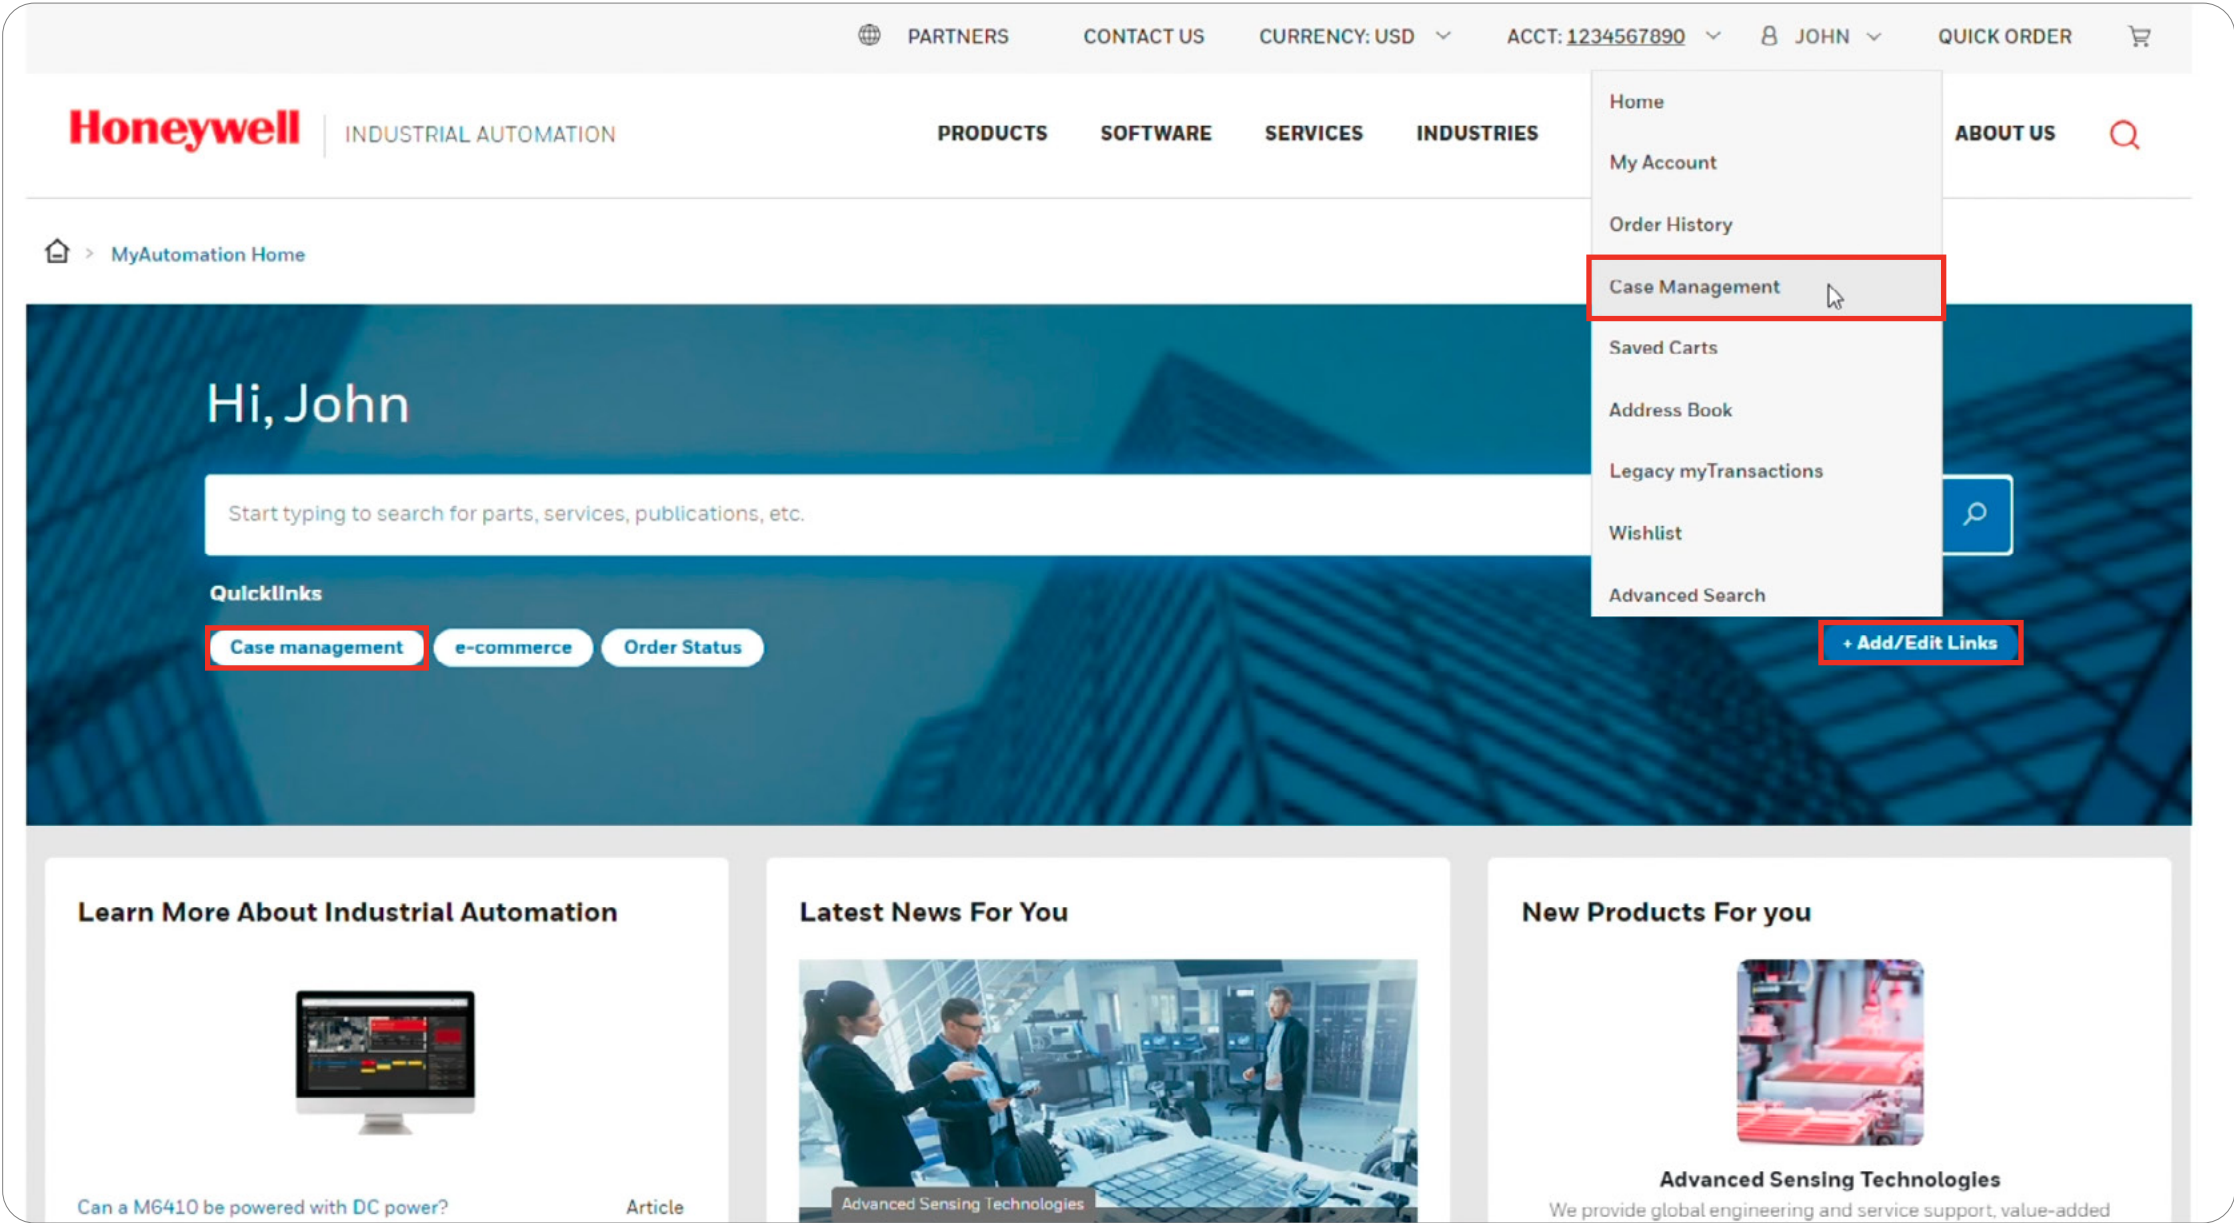 PARTNERS CONTACT US CURRENCY: USD ACCT: 1234567890 JOHN QUICK ORDER
Honeywell INDUSTRIAL AUTOMATION PRODUCTS SOFTWARE SERVICES INDUSTRIES ABOUT US
Home
My Account
Order History
Case Management
Saved Carts
Address Book
Legacy myTransactions
Wishlist
Advanced Search
> MyAutomation Home
Hi, John
Start typing to search for parts, services, publications, etc.
Quicklinks
Case management e-commerce Order Status + Add/Edit Links
Learn More About Industrial Automation
Can a M6410 be powered with DC power? Article
Latest News For You
Advanced Sensing Technologies
New Products For you
Advanced Sensing Technologies
We provide global engineering and service support, value-added